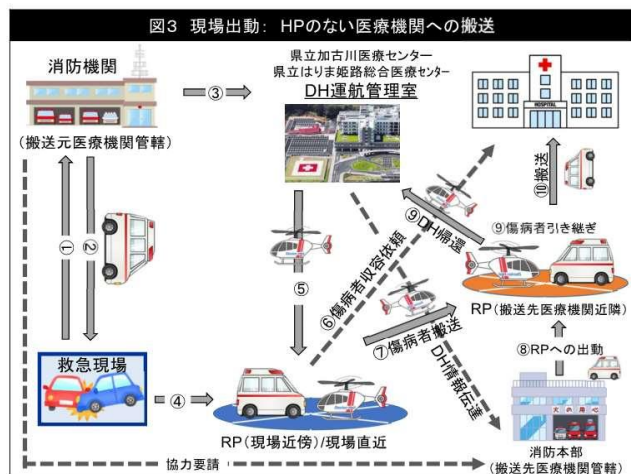 図3 現場出動: HPのない医療機関への搬送
消防機関
(搬送元医療機関管轄)
③
県立加古川医療センター
県立はりま姫路総合医療センター
DH運航管理室
HOSPITAL
①
②
⑤
⑥傷病者収容依頼
⑨DH帰還
⑨傷病者引き継ぎ
⑩搬送
RP(搬送先医療機関近隣)
⑦傷病者搬送
DH情報伝達
⑧RPへの出動
救急現場
④
RP(現場近傍)/現場直近
火の用心
消防本部
(搬送先医療機関管轄)
協力要請